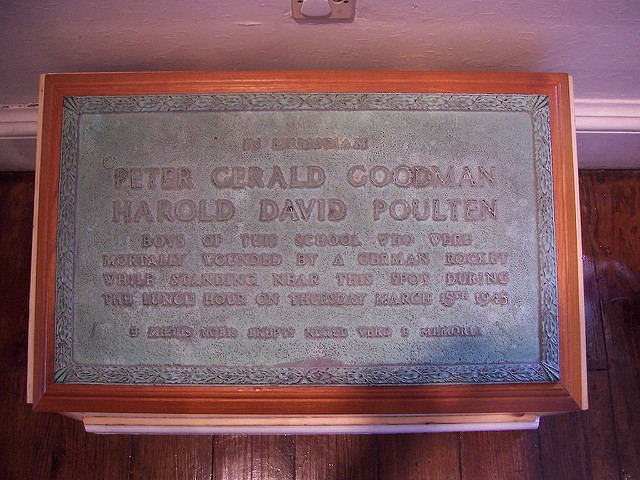 IN MEMORIAM
PETER GERALD GOODMAN
HAROLD DAVID POULTEN
BOYS OF THIS SCHOOL WHO WERE
MORTALLY WOUNDED BY A GERMAN ROCKET
WHILE STANDING NEAR THIS SPOT DURING
THE LUNCH HOUR ON THURSDAY MARCH 15TH 1945